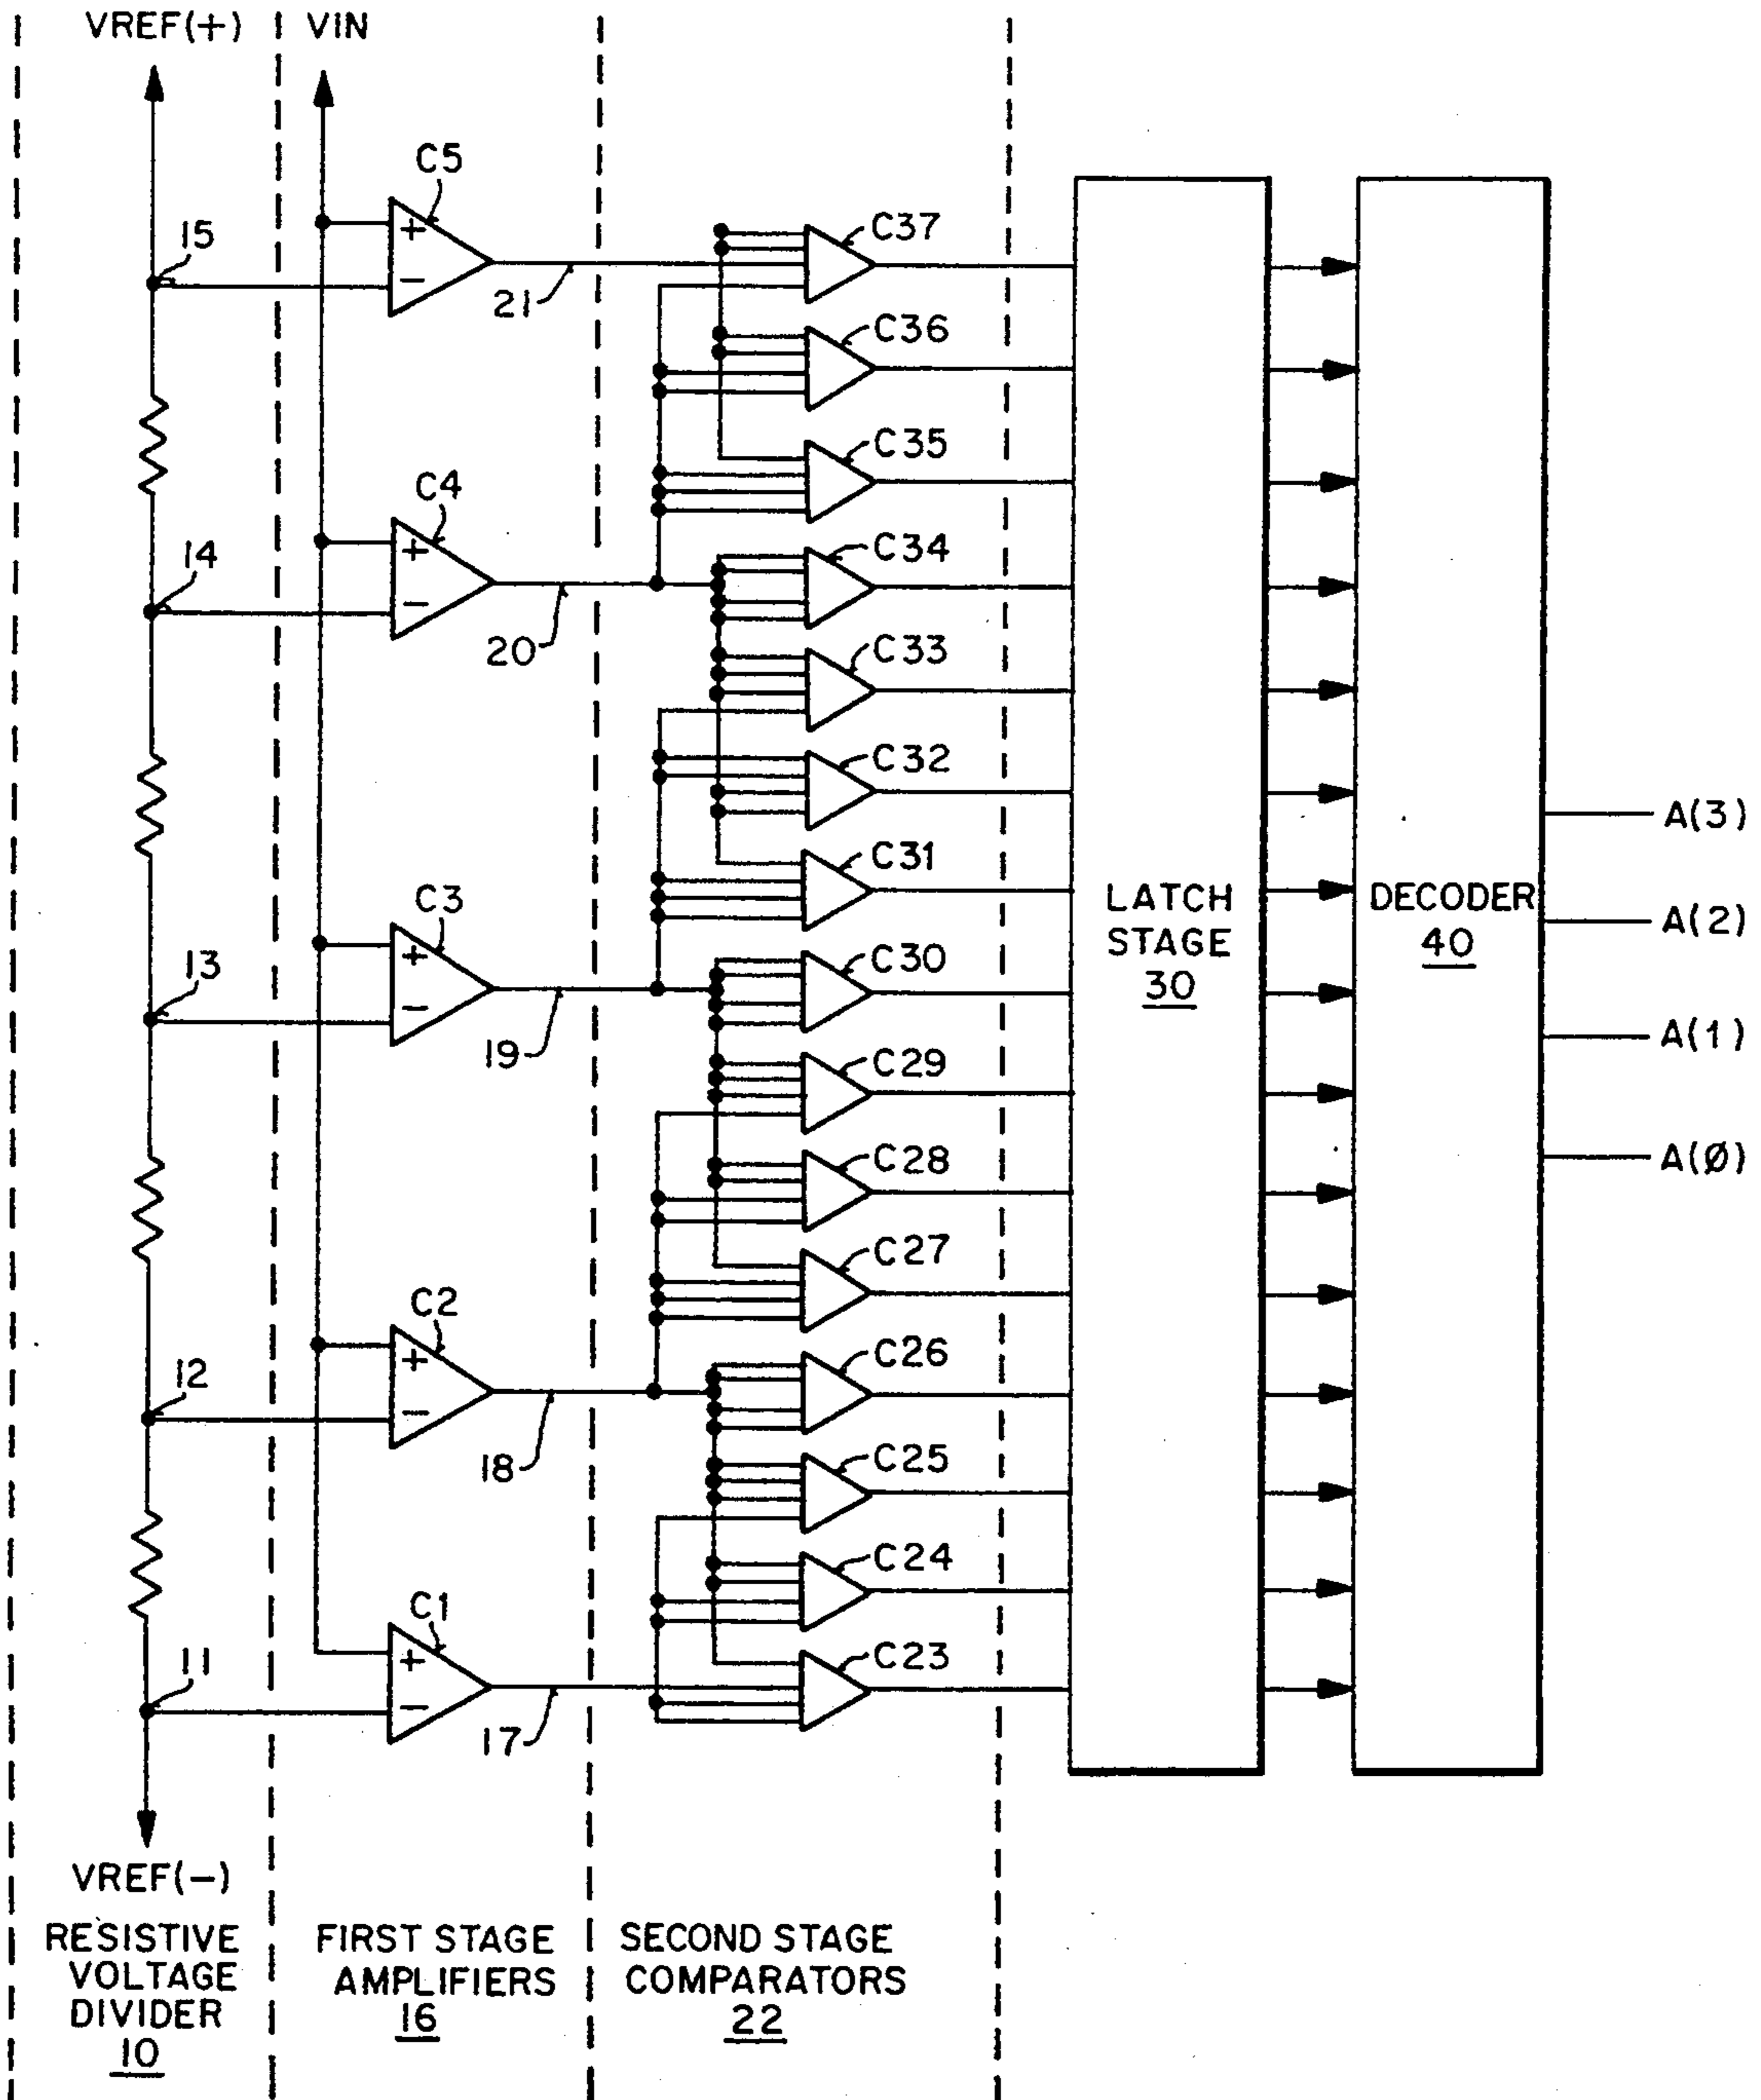 VREF(+)
VIN
C5
15
21
C4
14
20
C3
13
19
C2
12
18
C1
11
17
C37
C36
C35
C34
C33
C32
C31
C30
C29
C28
C27
C26
C25
C24
C23
+
−
+
−
+
−
+
−
+
−
LATCH
STAGE
30
DECODER
40
A(3)
A(2)
A(1)
A(Ø)
VREF(−)
RESISTIVE
VOLTAGE
DIVIDER
10
FIRST STAGE
AMPLIFIERS
16
SECOND STAGE
COMPARATORS
22